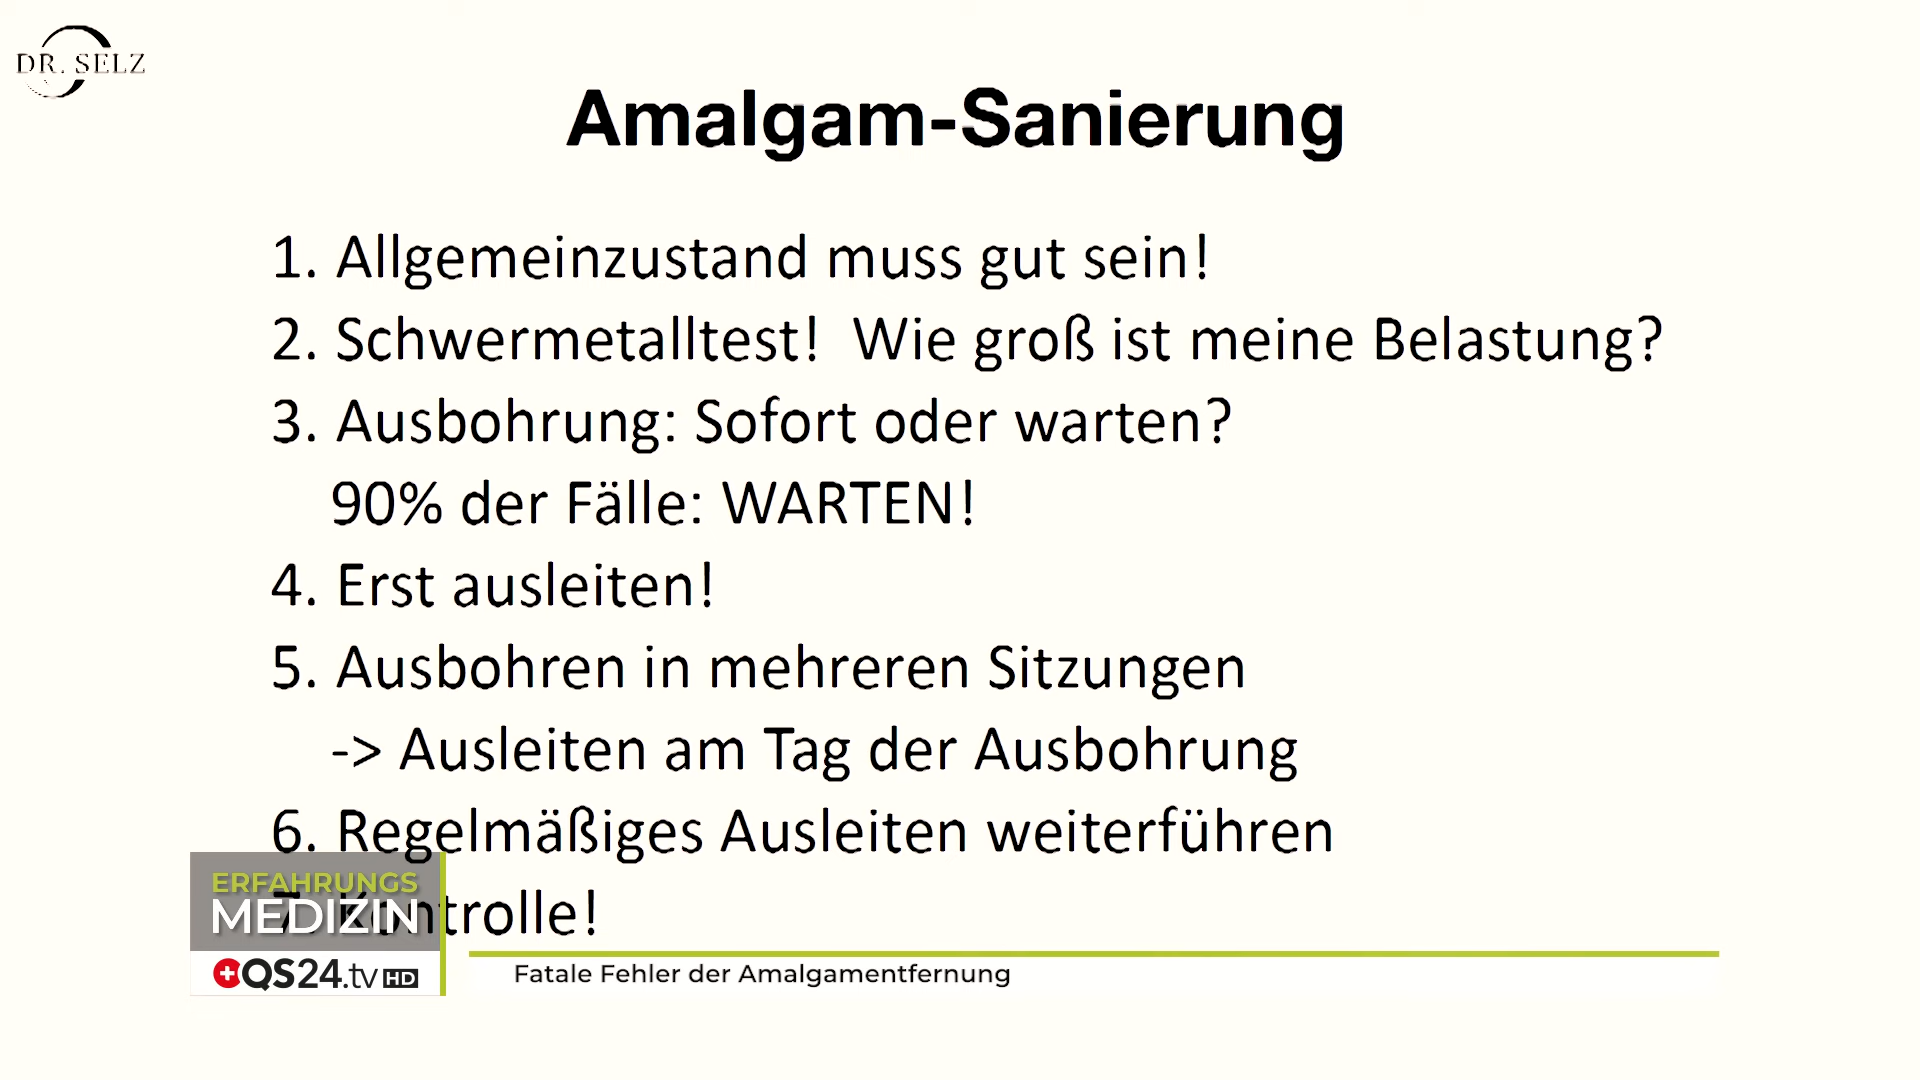 DR. SELZ
Amalgam-Sanierung
1. Allgemeinzustand muss gut sein!
2. Schwermetalltest!  Wie groß ist meine Belastung?
3. Ausbohrung: Sofort oder warten?
90% der Fälle: WARTEN!
4. Erst ausleiten!
5. Ausbohren in mehreren Sitzungen
-> Ausleiten am Tag der Ausbohrung
6. Regelmäßiges Ausleiten weiterführen
7. Kontrolle!
ERFAHRUNGS
MEDIZIN
QS24.tv HD
Fatale Fehler der Amalgamentfernung